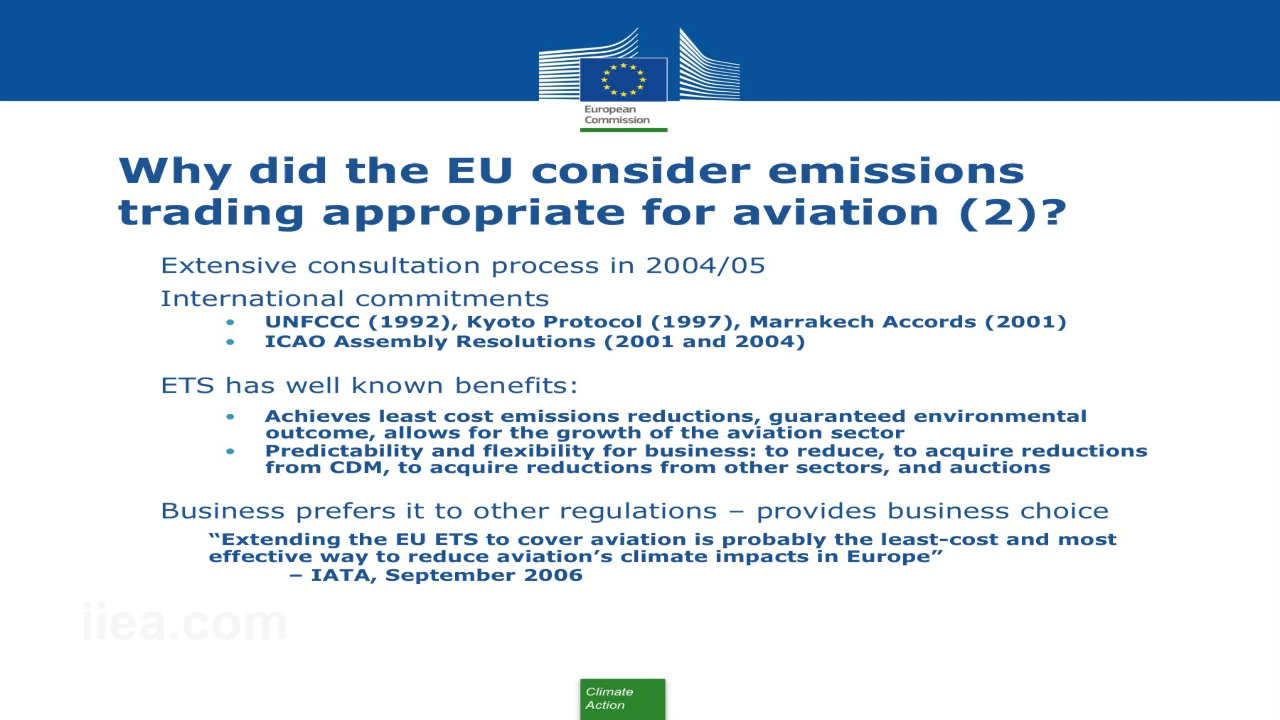 European
Commission
Why did the EU consider emissions
trading appropriate for aviation (2)?
Extensive consultation process in 2004/05
International commitments
• UNFCCC (1992), Kyoto Protocol (1997), Marrakech Accords (2001)
• ICAO Assembly Resolutions (2001 and 2004)
ETS has well known benefits:
• Achieves least cost emissions reductions, guaranteed environmental
outcome, allows for the growth of the aviation sector
• Predictability and flexibility for business: to reduce, to acquire reductions
from CDM, to acquire reductions from other sectors, and auctions
Business prefers it to other regulations – provides business choice
“Extending the EU ETS to cover aviation is probably the least-cost and most
effective way to reduce aviation’s climate impacts in Europe”
– IATA, September 2006
iiea.com
Climate
Action